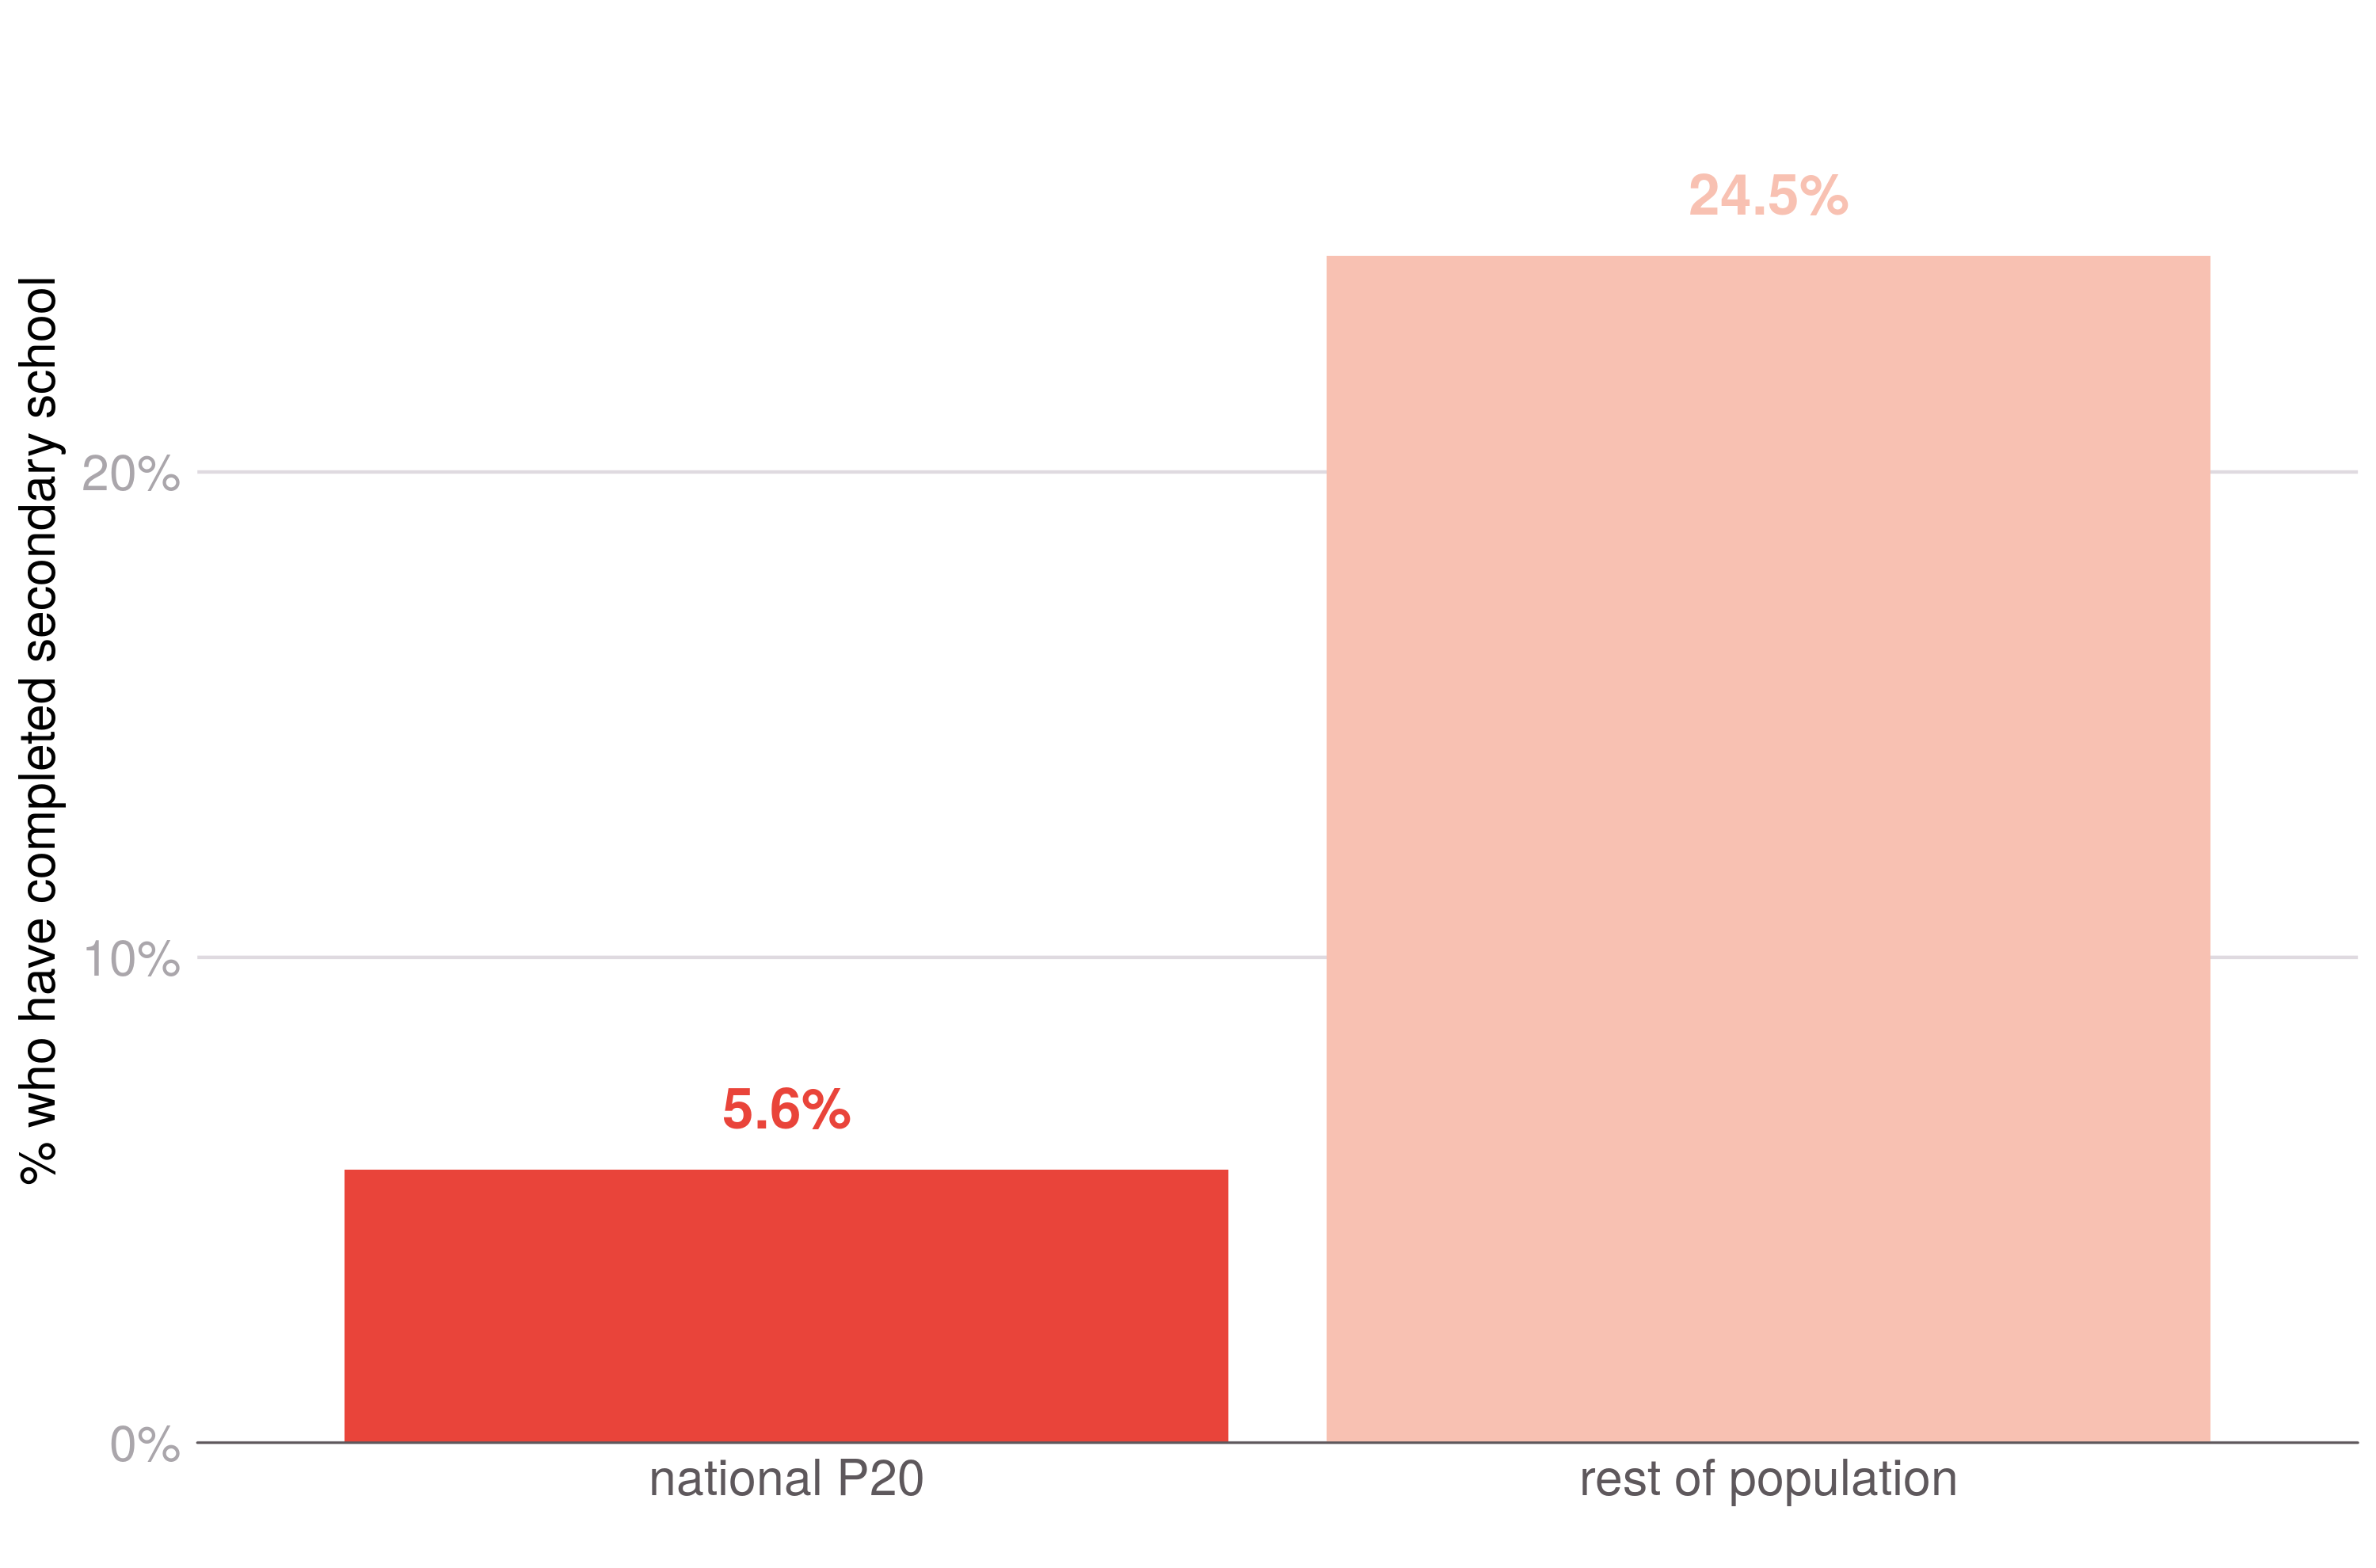 % who have completed secondary school
24.5%
20%
10%
5.6%
0%
national P20
rest of population